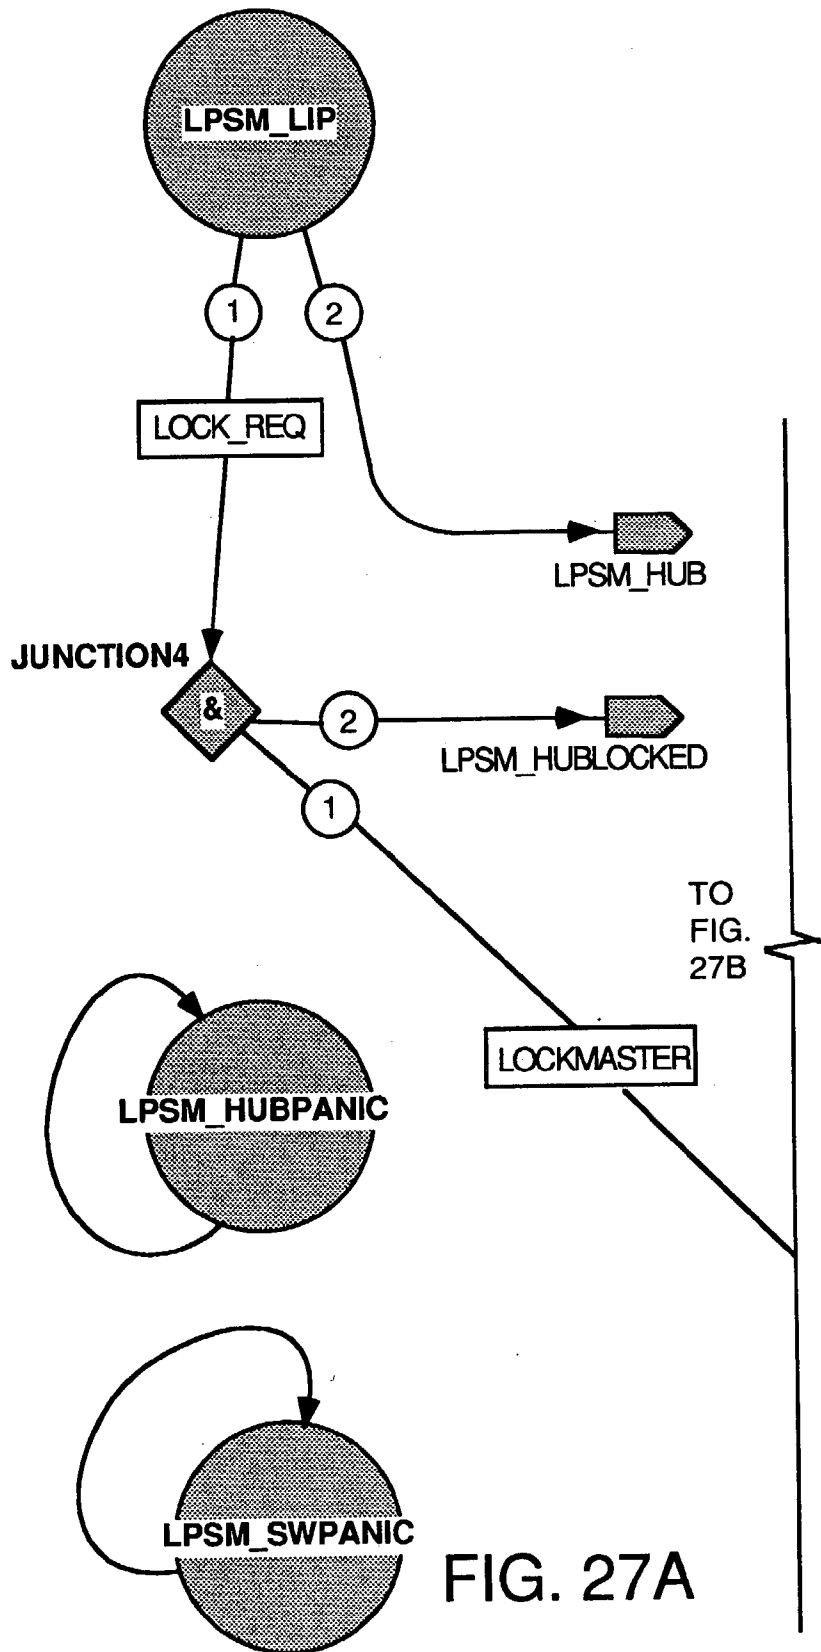 LPSM_LIP
1
2
LOCK_REQ
LPSM_HUB
JUNCTION4
&
2
LPSM_HUBLOCKED
1
TO
FIG.
27B
LOCKMASTER
LPSM_HUBPANIC
LPSM_SWPANIC
FIG. 27A